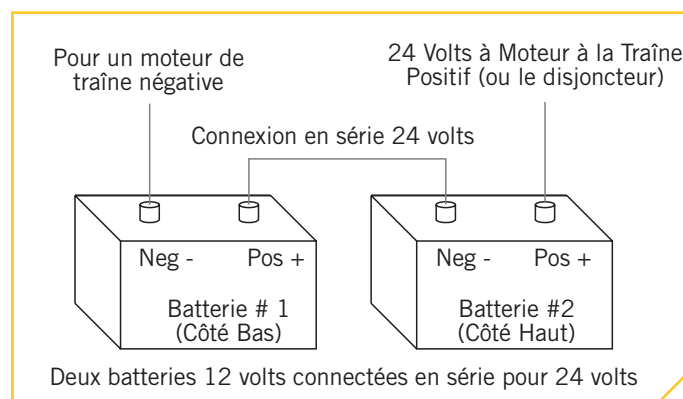 Pour un moteur de
traîne négative
24 Volts à Moteur à la Traîne
Positif (ou le disjoncteur)
Connexion en série 24 volts
Neg - Pos +
Batterie # 1
(Côté Bas)
Neg - Pos +
Batterie #2
(Côté Haut)
Deux batteries 12 volts connectées en série pour 24 volts